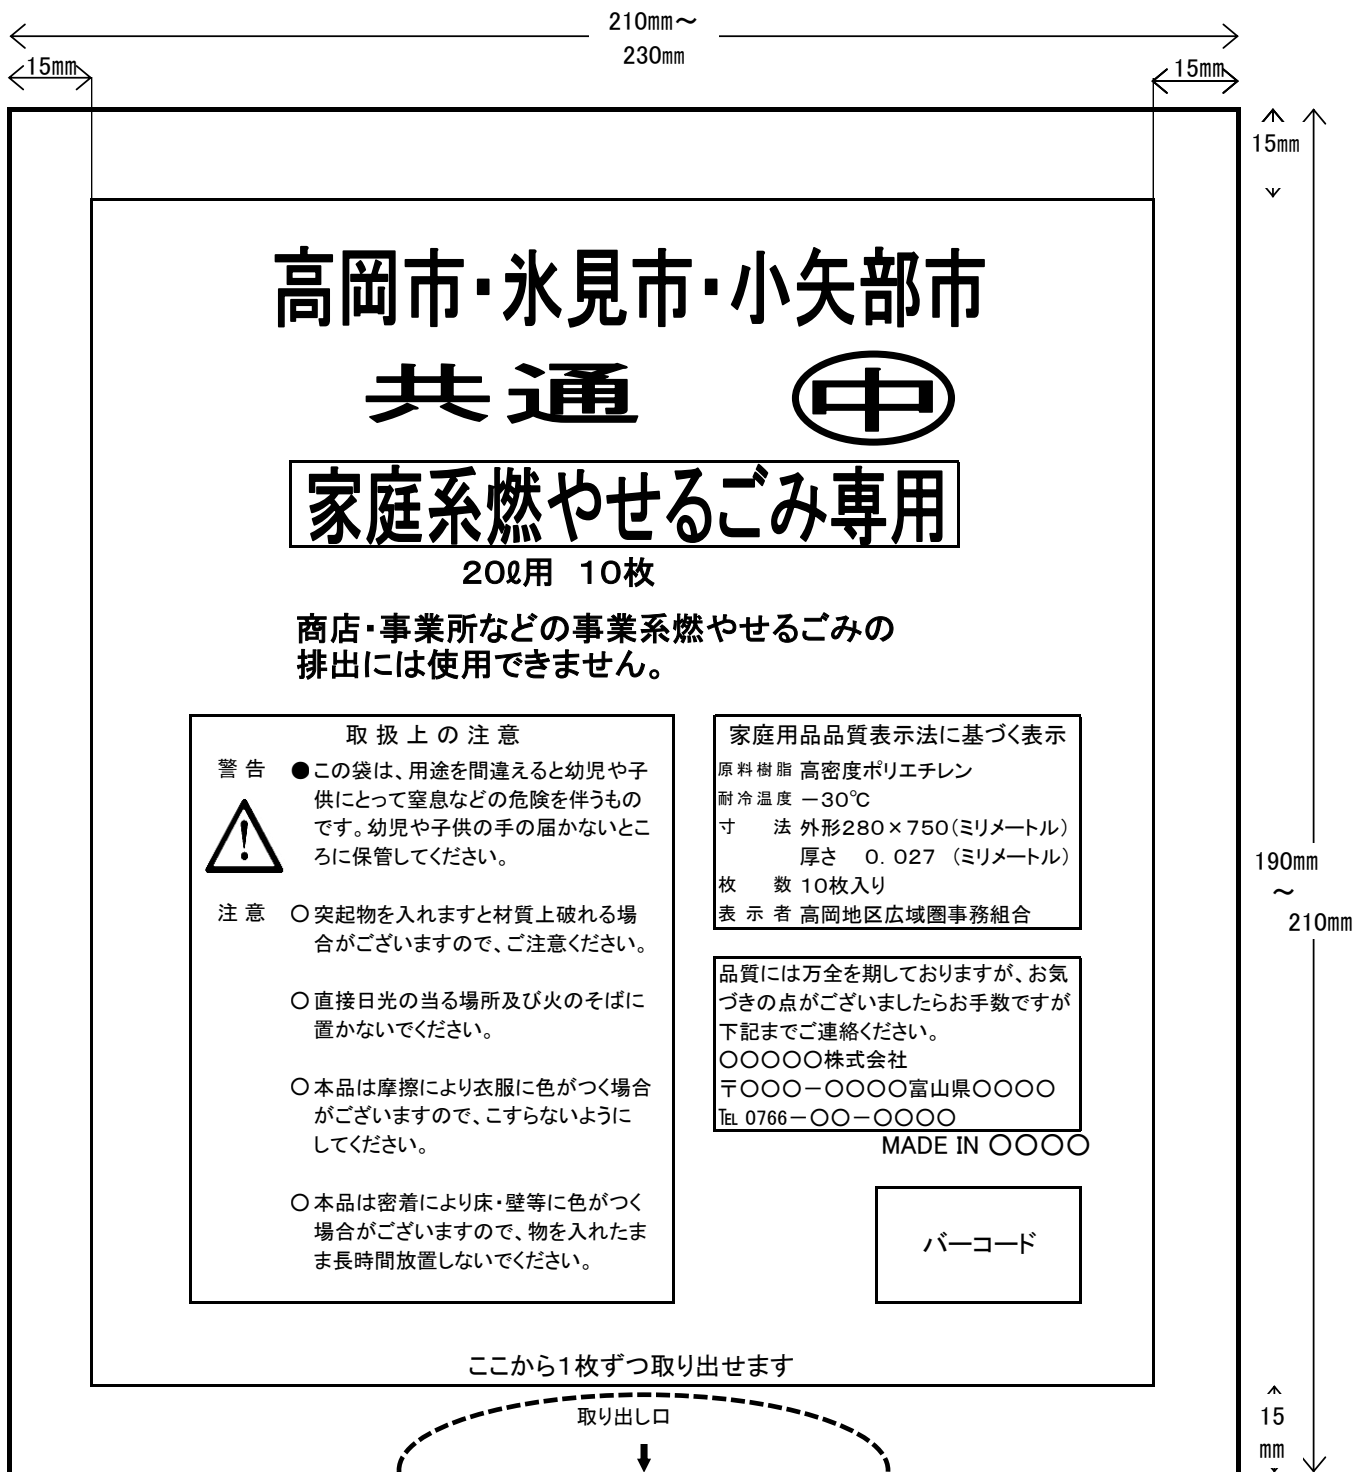 210㎜～
230㎜
15㎜
15㎜
15㎜
高岡市・氷見市・小矢部市
共通 中
家庭系燃やせるごみ専用
20ℓ用 10枚
商店・事業所などの事業系燃やせるごみの
排出には使用できません。
取扱上の注意
警告 ●この袋は、用途を間違えると幼児や子
供にとって窒息などの危険を伴うもの
です。幼児や子供の手の届かないとこ
ろに保管してください。
注意 ○突起物を入れますと材質上破れる場
合がございますので、ご注意ください。
○直接日光の当る場所及び火のそばに
置かないでください。
○本品は摩擦により衣服に色がつく場合
がございますので、こすらないように
してください。
○本品は密着により床・壁等に色がつく
場合がございますので、物を入れたま
ま長時間放置しないでください。
家庭用品品質表示法に基づく表示
原料樹脂 高密度ポリエチレン
耐冷温度 －30℃
寸 法 外形280×750（ミリメートル）
厚さ 0．027 （ミリメートル）
枚 数 10枚入り
表示者 高岡地区広域圏事務組合
品質には万全を期しておりますが、お気
づきの点がございましたらお手数ですが
下記までご連絡ください。
○○○○○株式会社
〒○○○－○○○○富山県○○○○
℡ 0766－○○－○○○○
MADE IN ○○○○
バーコード
190㎜
～
210㎜
ここから１枚ずつ取り出せます
取り出し口
15
㎜